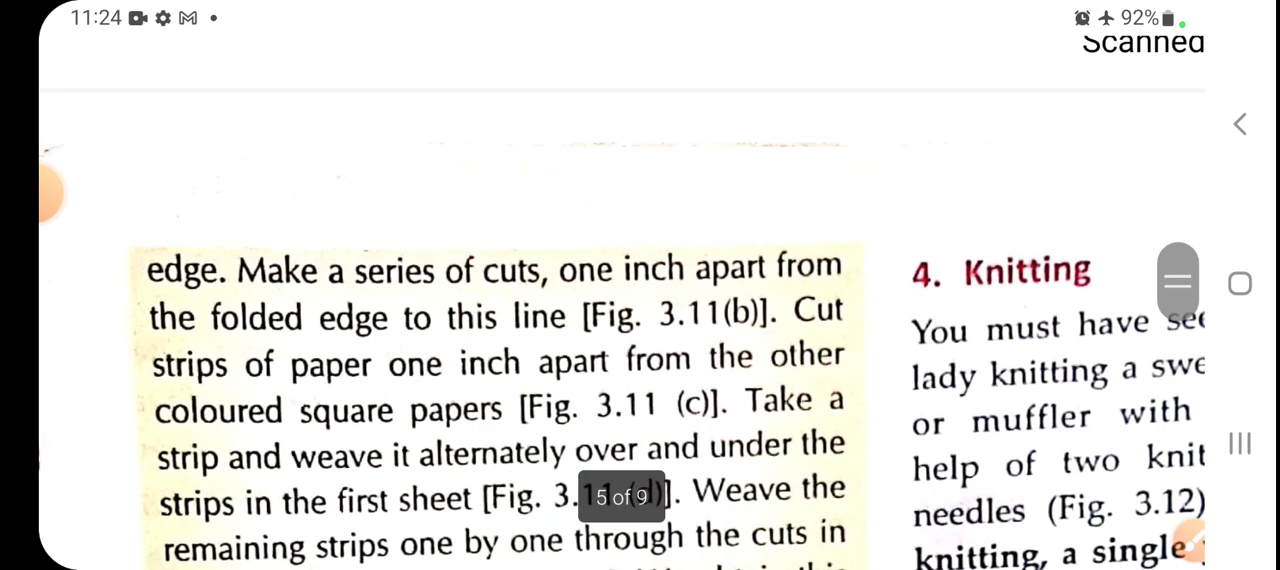 11:24
92%
Scanned
edge. Make a series of cuts, one inch apart from
the folded edge to this line [Fig. 3.11(b)]. Cut
strips of paper one inch apart from the other
coloured square papers [Fig. 3.11 (c)]. Take a
strip and weave it alternately over and under the
strips in the first sheet [Fig. 3.11 (d)]. Weave the
remaining strips one by one through the cuts in
5 of 9
4. Knitting
You must have
lady knitting a
or muffler with
help of two
needles (Fig. 3.12)
knitting, a single